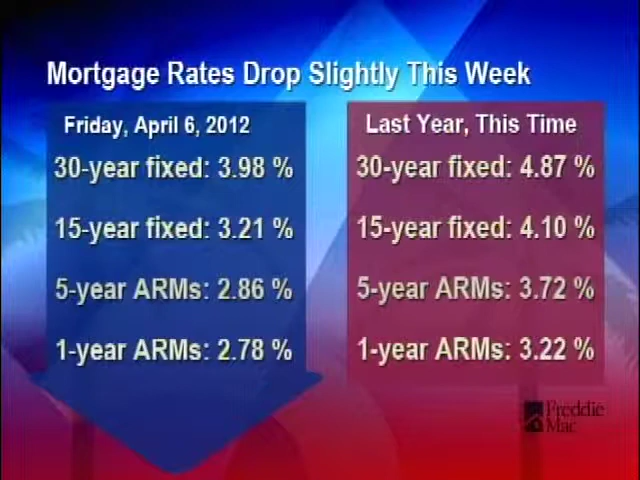 Mortgage Rates Drop Slightly This Week
Friday, April 6, 2012
30-year fixed: 3.98 %
15-year fixed: 3.21 %
5-year ARMs: 2.86 %
1-year ARMs: 2.78 %
Last Year, This Time
30-year fixed: 4.87 %
15-year fixed: 4.10 %
5-year ARMs: 3.72 %
1-year ARMs: 3.22 %
Freddie
Mac